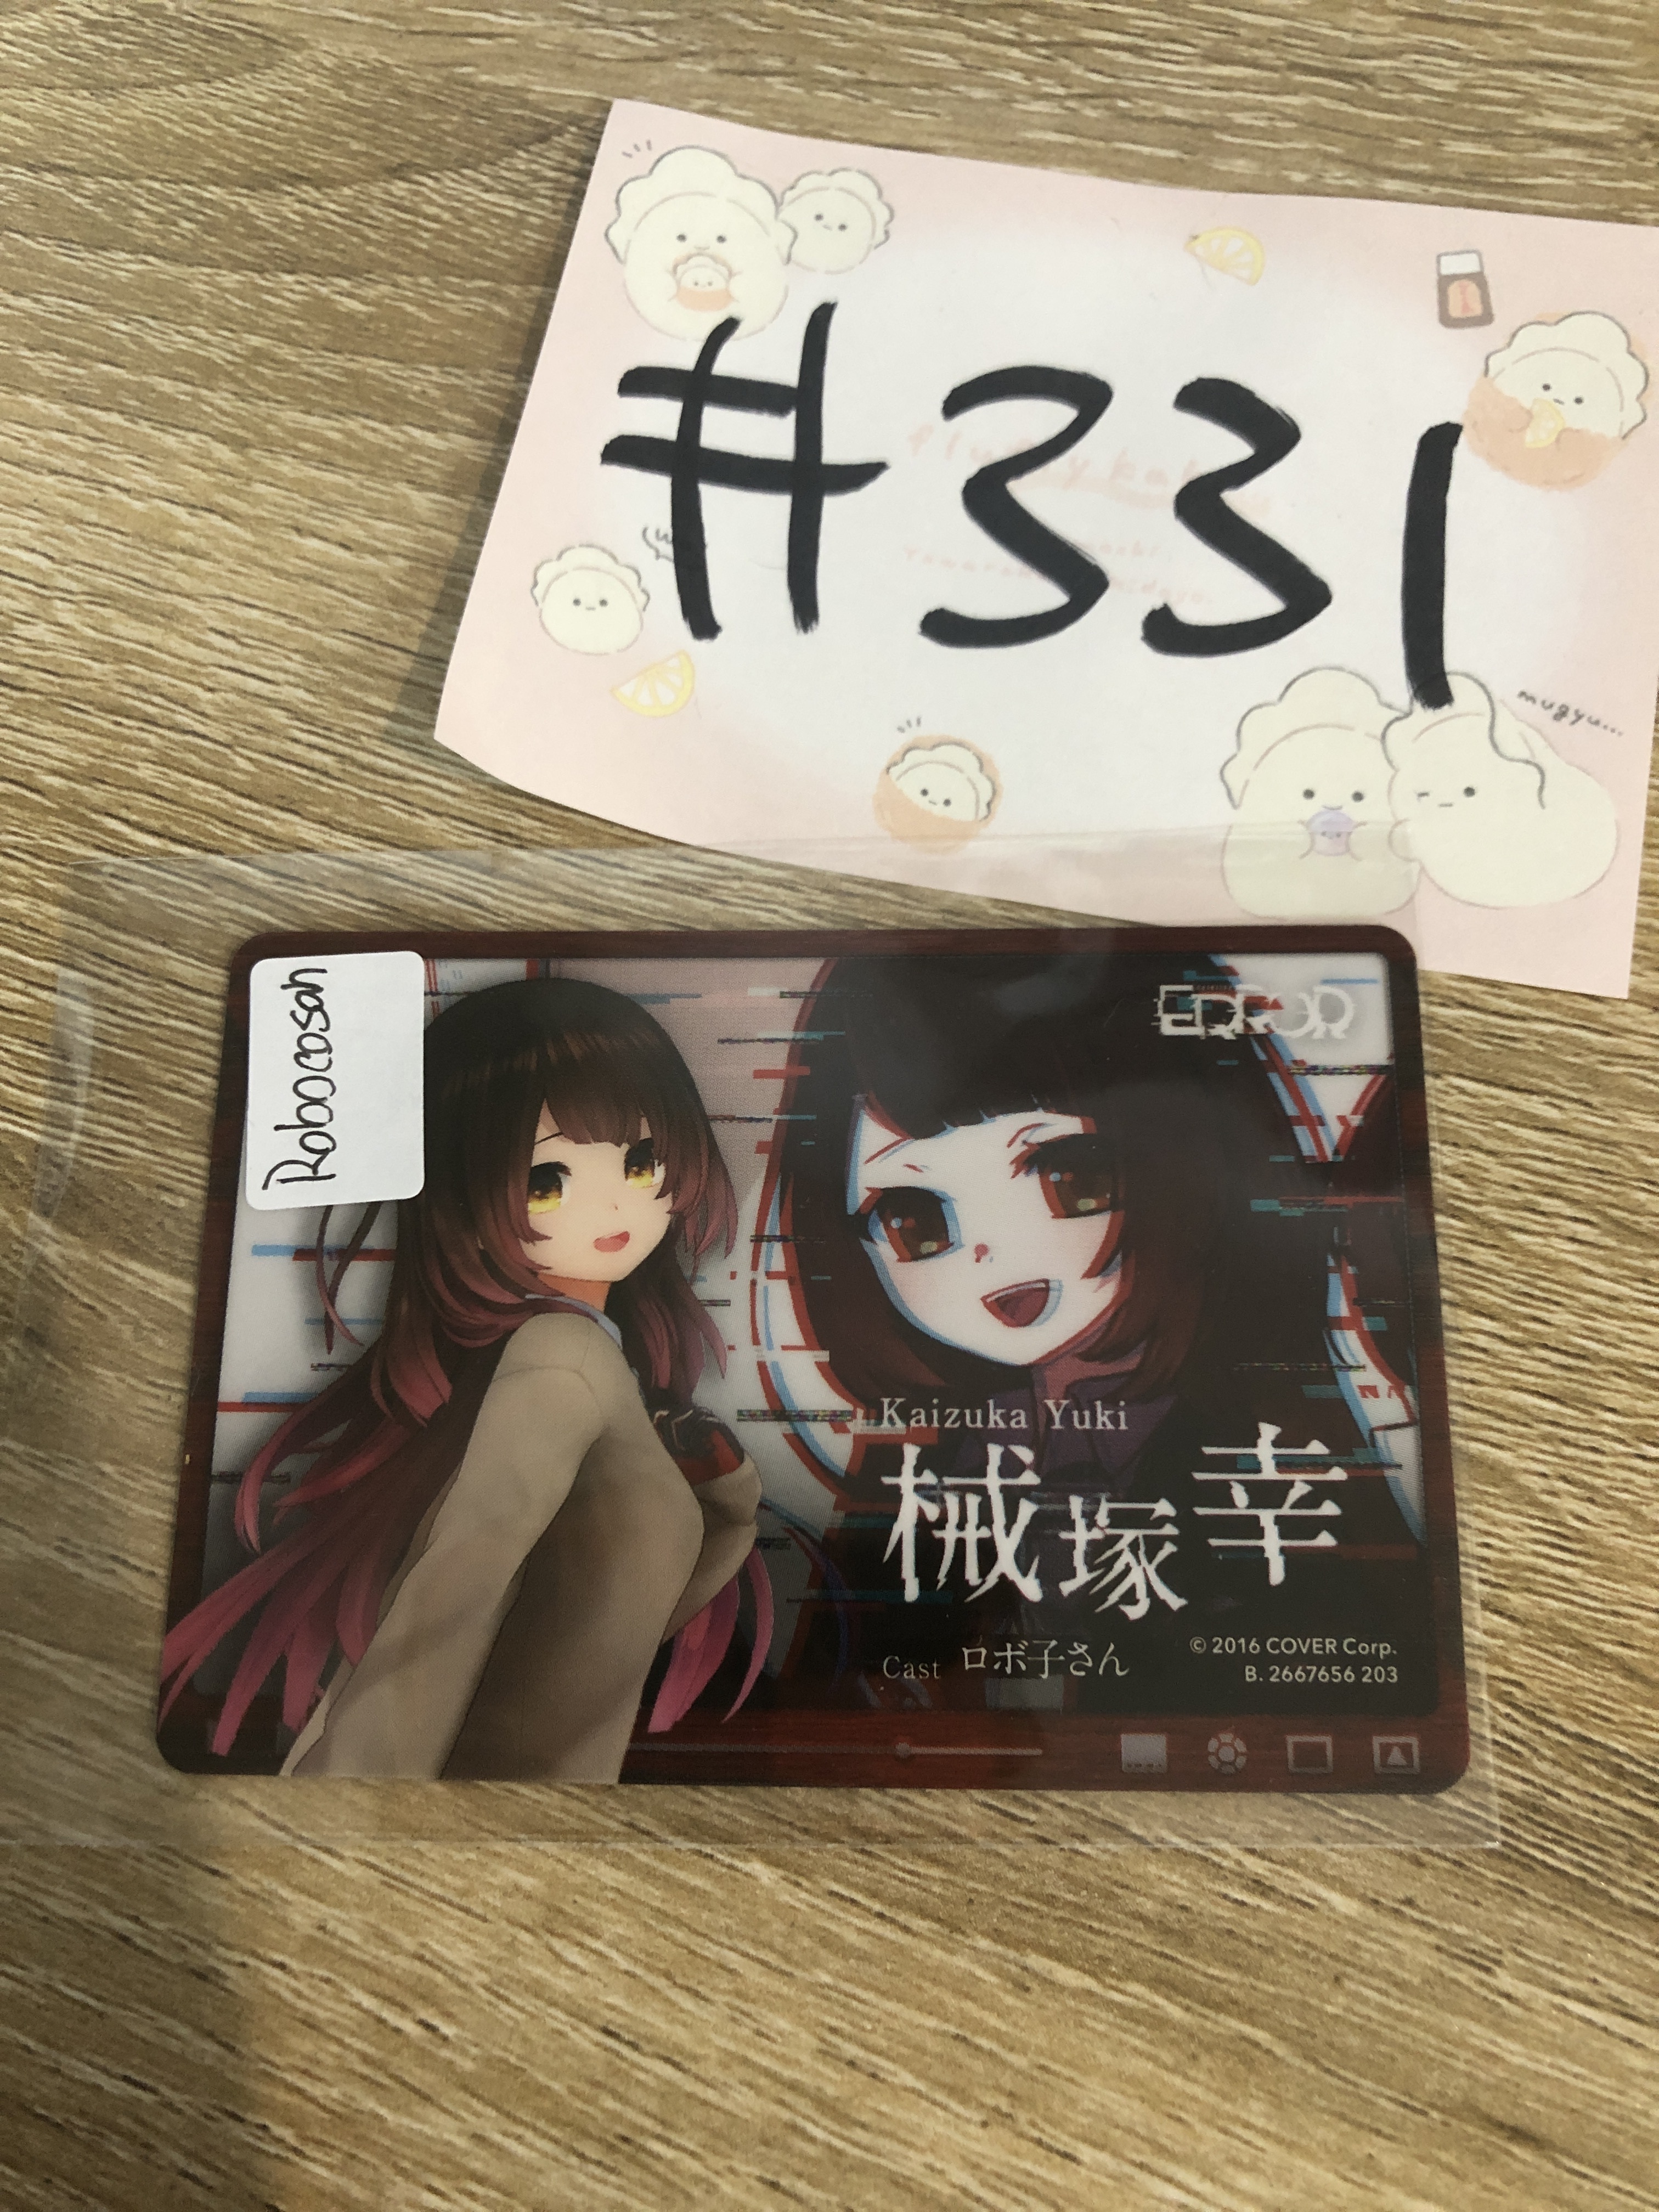 #331
mugyu...
Robocosan
ERROR
Kaizuka Yuki
械塚幸
Cast ロボ子さん
© 2016 COVER Corp.
B. 2667656 203